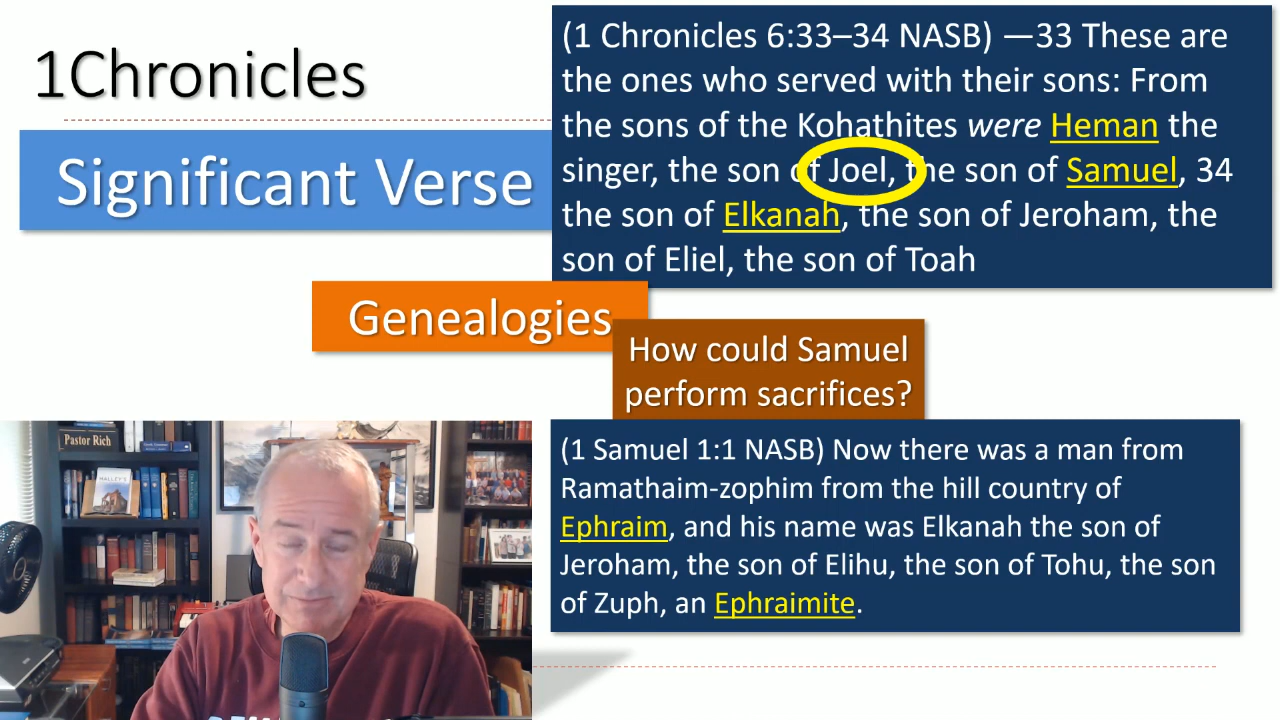 1Chronicles
Significant Verse
(1 Chronicles 6:33–34 NASB) —33 These are
the ones who served with their sons: From
the sons of the Kohathites were Heman the
singer, the son of Joel, the son of Samuel, 34
the son of Elkanah, the son of Jeroham, the
son of Eliel, the son of Toah
Genealogies
How could Samuel
perform sacrifices?
(1 Samuel 1:1 NASB) Now there was a man from
Ramathaim-zophim from the hill country of
Ephraim, and his name was Elkanah the son of
Jeroham, the son of Elihu, the son of Tohu, the son
of Zuph, an Ephraimite.
Pastor Rich
HALLEY'S